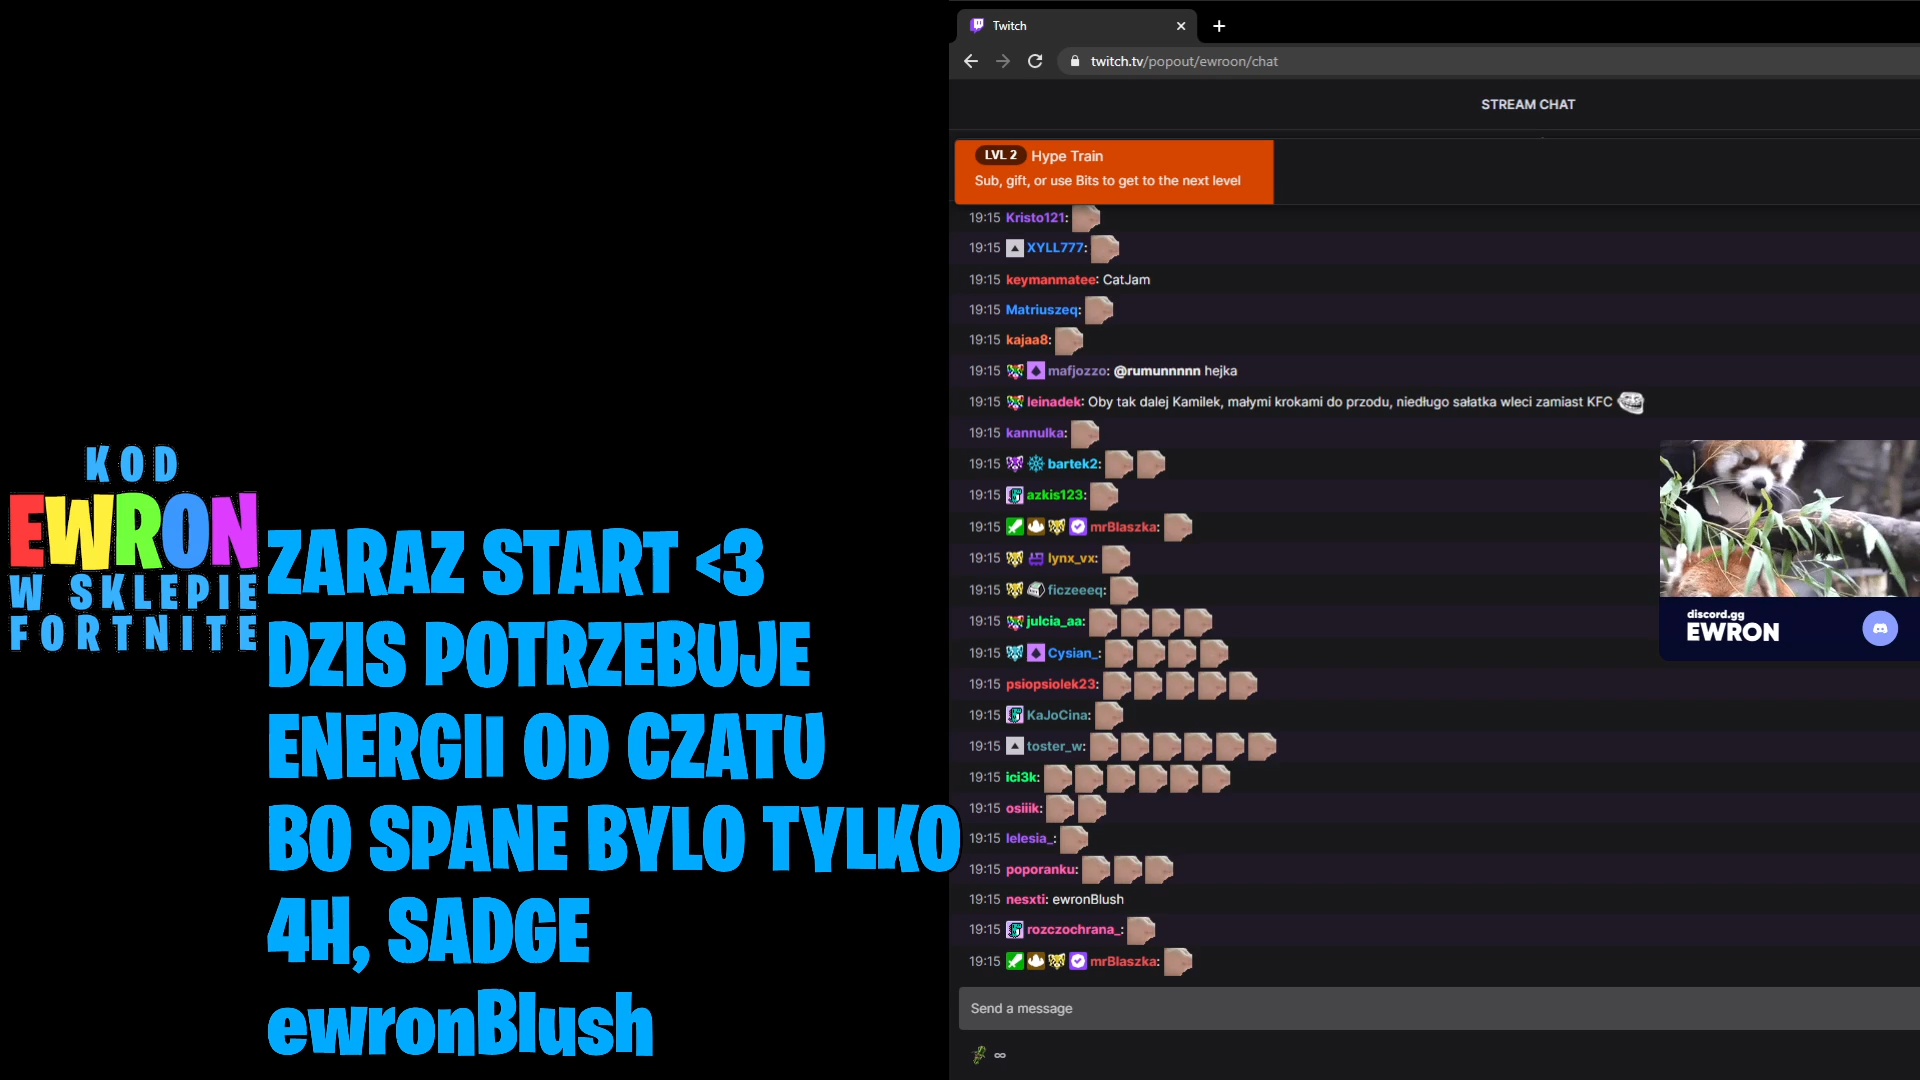 KOD
EWRON
W SKLEPIE
FORTNITE
ZARAZ START <3
DZIS POTRZEBUJE
ENERGII OD CZATU
BO SPANE BYLO TYLKO
4H, SADGE
ewronBlush
Twitch
twitch.tv/popout/ewroon/chat
STREAM CHAT
LVL 2 Hype Train
Sub, gift, or use Bits to get to the next level
19:15 Kristo121:
19:15 XYLL777:
19:15 keymanmatee: CatJam
19:15 Matriuszeq:
19:15 kajaa8:
19:15 mafjozzo: @rumunnnnn hejka
19:15 leinadek: Oby tak dalej Kamilek, małymi krokami do przodu, niedługo sałatka wleci zamiast KFC
19:15 kannulka:
19:15 bartek2:
19:15 azkis123:
19:15 mrBlaszka:
19:15 lynx_vx:
19:15 ficzeeeq:
19:15 julcia_aa:
19:15 Cysian_:
19:15 psiopsiolek23:
19:15 KaJoCina:
19:15 toster_w:
19:15 ici3k:
19:15 osiiik:
19:15 lelesia_:
19:15 poporanku:
19:15 nesxti: ewronBlush
19:15 rozczochrana_:
19:15 mrBlaszka:
Send a message
∞
discord.gg
EWRON